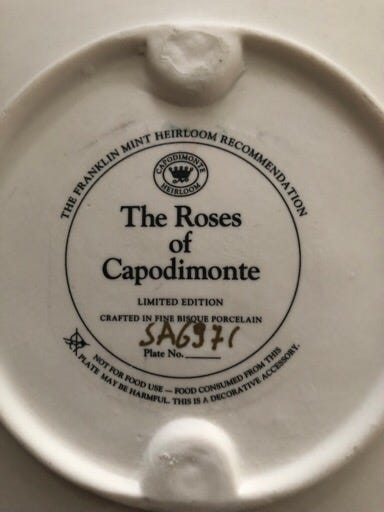 THE FRANKLIN MINT HEIRLOOM RECOMMENDATION
CAPODIMONTE
HEIRLOOM
The Roses
of
Capodimonte
LIMITED EDITION
CRAFTED IN FINE BISQUE PORCELAIN
SA6971
Plate No.
NOT FOR FOOD USE — FOOD CONSUMED FROM THIS
PLATE MAY BE HARMFUL. THIS IS A DECORATIVE ACCESSORY.